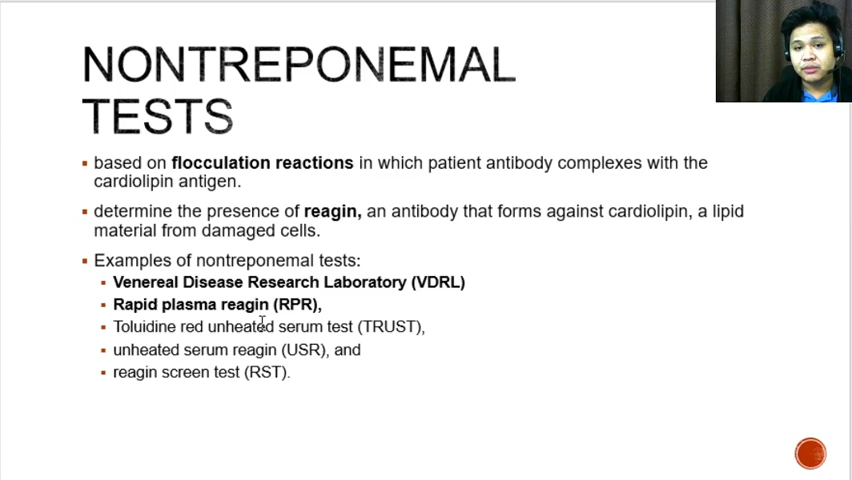 NONTREPONEMAL
TESTS
based on flocculation reactions in which patient antibody complexes with the
cardiolipin antigen.
determine the presence of reagin, an antibody that forms against cardiolipin, a lipid
material from damaged cells.
Examples of nontreponemal tests:
Venereal Disease Research Laboratory (VDRL)
Rapid plasma reagin (RPR),
Toluidine red unheated serum test (TRUST),
unheated serum reagin (USR), and
reagin screen test (RST).